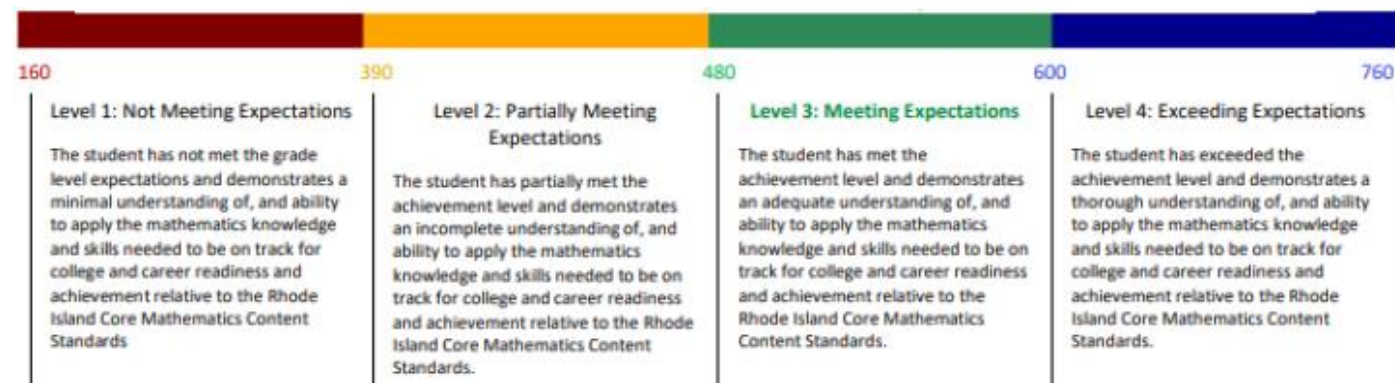 160
390
480
600
760
Level 1: Not Meeting Expectations
The student has not met the grade
level expectations and demonstrates a
minimal understanding of, and ability
to apply the mathematics knowledge
and skills needed to be on track for
college and career readiness and
achievement relative to the Rhode
Island Core Mathematics Content
Standards
Level 2: Partially Meeting
Expectations
The student has partially met the
achievement level and demonstrates
an incomplete understanding of, and
ability to apply the mathematics
knowledge and skills needed to be on
track for college and career readiness
and achievement relative to the Rhode
Island Core Mathematics Content
Standards.
Level 3: Meeting Expectations
The student has met the
achievement level and demonstrates
an adequate understanding of, and
ability to apply the mathematics
knowledge and skills needed to be on
track for college and career readiness
and achievement relative to the
Rhode Island Core Mathematics
Content Standards.
Level 4: Exceeding Expectations
The student has exceeded the
achievement level and demonstrates a
thorough understanding of, and ability
to apply the mathematics knowledge
and skills needed to be on track for
college and career readiness and
achievement relative to the Rhode
Island Core Mathematics Content
Standards.